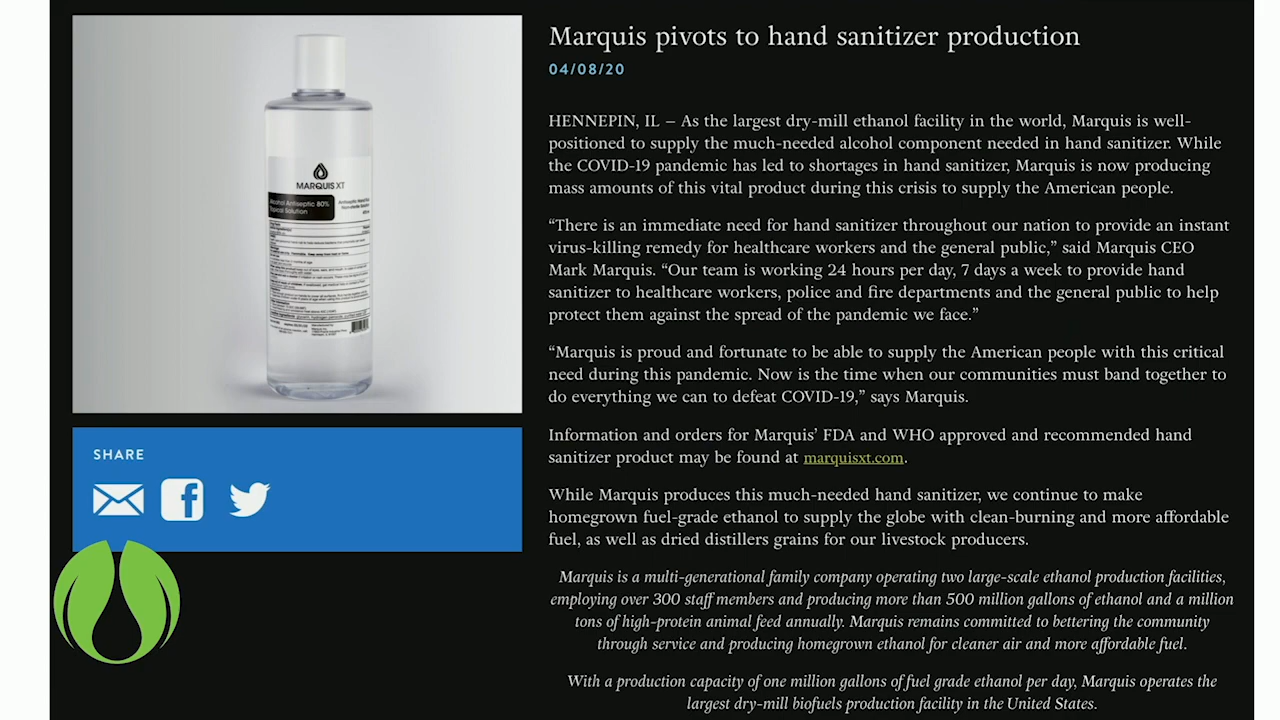 MARQUIS XT
Alcohol Antiseptic 80%
Topical Solution
SHARE
Marquis pivots to hand sanitizer production
04/08/20
HENNEPIN, IL – As the largest dry-mill ethanol facility in the world, Marquis is well-
positioned to supply the much-needed alcohol component needed in hand sanitizer. While
the COVID-19 pandemic has led to shortages in hand sanitizer, Marquis is now producing
mass amounts of this vital product during this crisis to supply the American people.
“There is an immediate need for hand sanitizer throughout our nation to provide an instant
virus-killing remedy for healthcare workers and the general public,” said Marquis CEO
Mark Marquis. “Our team is working 24 hours per day, 7 days a week to provide hand
sanitizer to healthcare workers, police and fire departments and the general public to help
protect them against the spread of the pandemic we face.”
“Marquis is proud and fortunate to be able to supply the American people with this critical
need during this pandemic. Now is the time when our communities must band together to
do everything we can to defeat COVID-19,” says Marquis.
Information and orders for Marquis’ FDA and WHO approved and recommended hand
sanitizer product may be found at marquisxt.com.
While Marquis produces this much-needed hand sanitizer, we continue to make
homegrown fuel-grade ethanol to supply the globe with clean-burning and more affordable
fuel, as well as dried distillers grains for our livestock producers.
Marquis is a multi-generational family company operating two large-scale ethanol production facilities,
employing over 300 staff members and producing more than 500 million gallons of ethanol and a million
tons of high-protein animal feed annually. Marquis remains committed to bettering the community
through service and producing homegrown ethanol for cleaner air and more affordable fuel.
With a production capacity of one million gallons of fuel grade ethanol per day, Marquis operates the
largest dry-mill biofuels production facility in the United States.